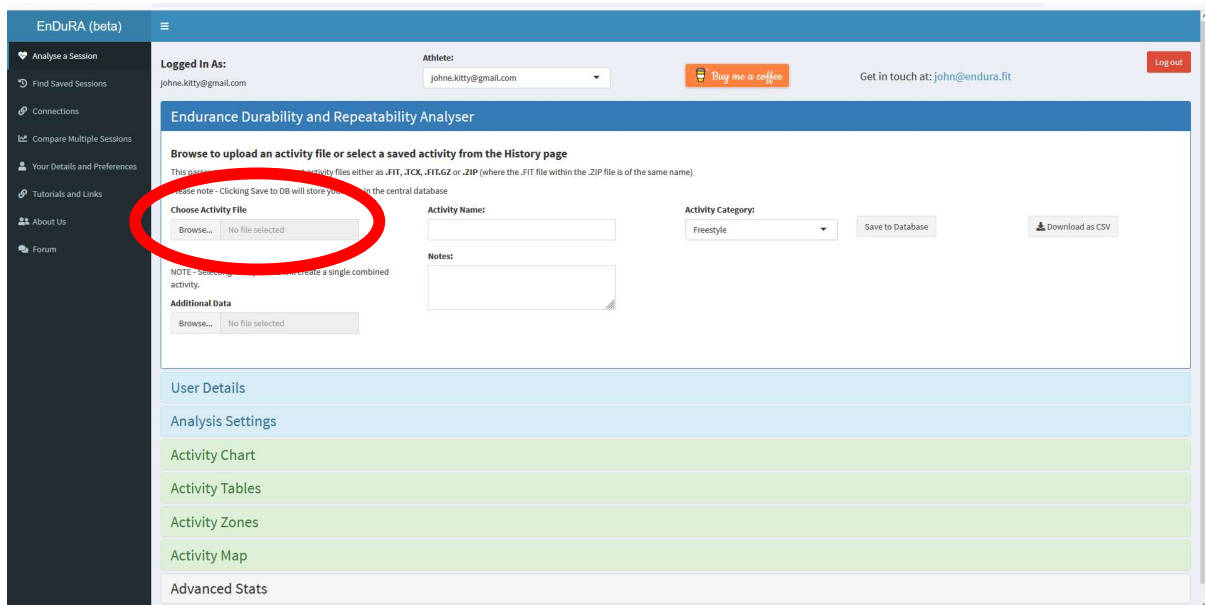 EnDuRA (beta)
Analyse a Session
Find Saved Sessions
Connections
Compare Multiple Sessions
Your Details and Preferences
Tutorials and Links
About Us
Forum
Logged In As:
johne.kitty@gmail.com
Athlete:
johne.kitty@gmail.com
Buy me a coffee
Get in touch at: john@endura.fit
Log out
Endurance Durability and Repeatability Analyser
Browse to upload an activity file or select a saved activity from the History page
This parser activity files either as .FIT, .TCX, .FIT.GZ or .ZIP (where the .FIT file within the .ZIP file is of the same name)
note - Clicking Save to DB will store in the central database
Choose Activity File
Browse... No file selected
Activity Name:
Activity Category:
Freestyle
Save to Database
Download as CSV
NOTE - create a single combined
activity.
Notes:
Additional Data
Browse... No file selected
User Details
Analysis Settings
Activity Chart
Activity Tables
Activity Zones
Activity Map
Advanced Stats